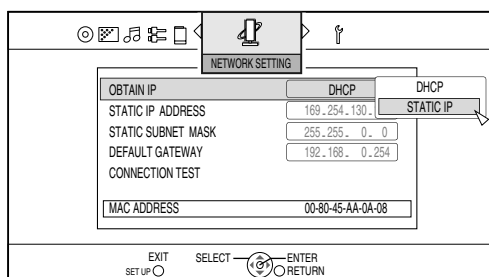 NETWORK SETTING
OBTAIN IP DHCP
DHCP
STATIC IP
STATIC IP ADDRESS 169.254.130.
STATIC SUBNET MASK 255.255. 0. 0
DEFAULT GATEWAY 192.168. 0.254
CONNECTION TEST
MAC ADDRESS 00-80-45-AA-0A-08
EXIT SELECT ENTER
SET UP RETURN